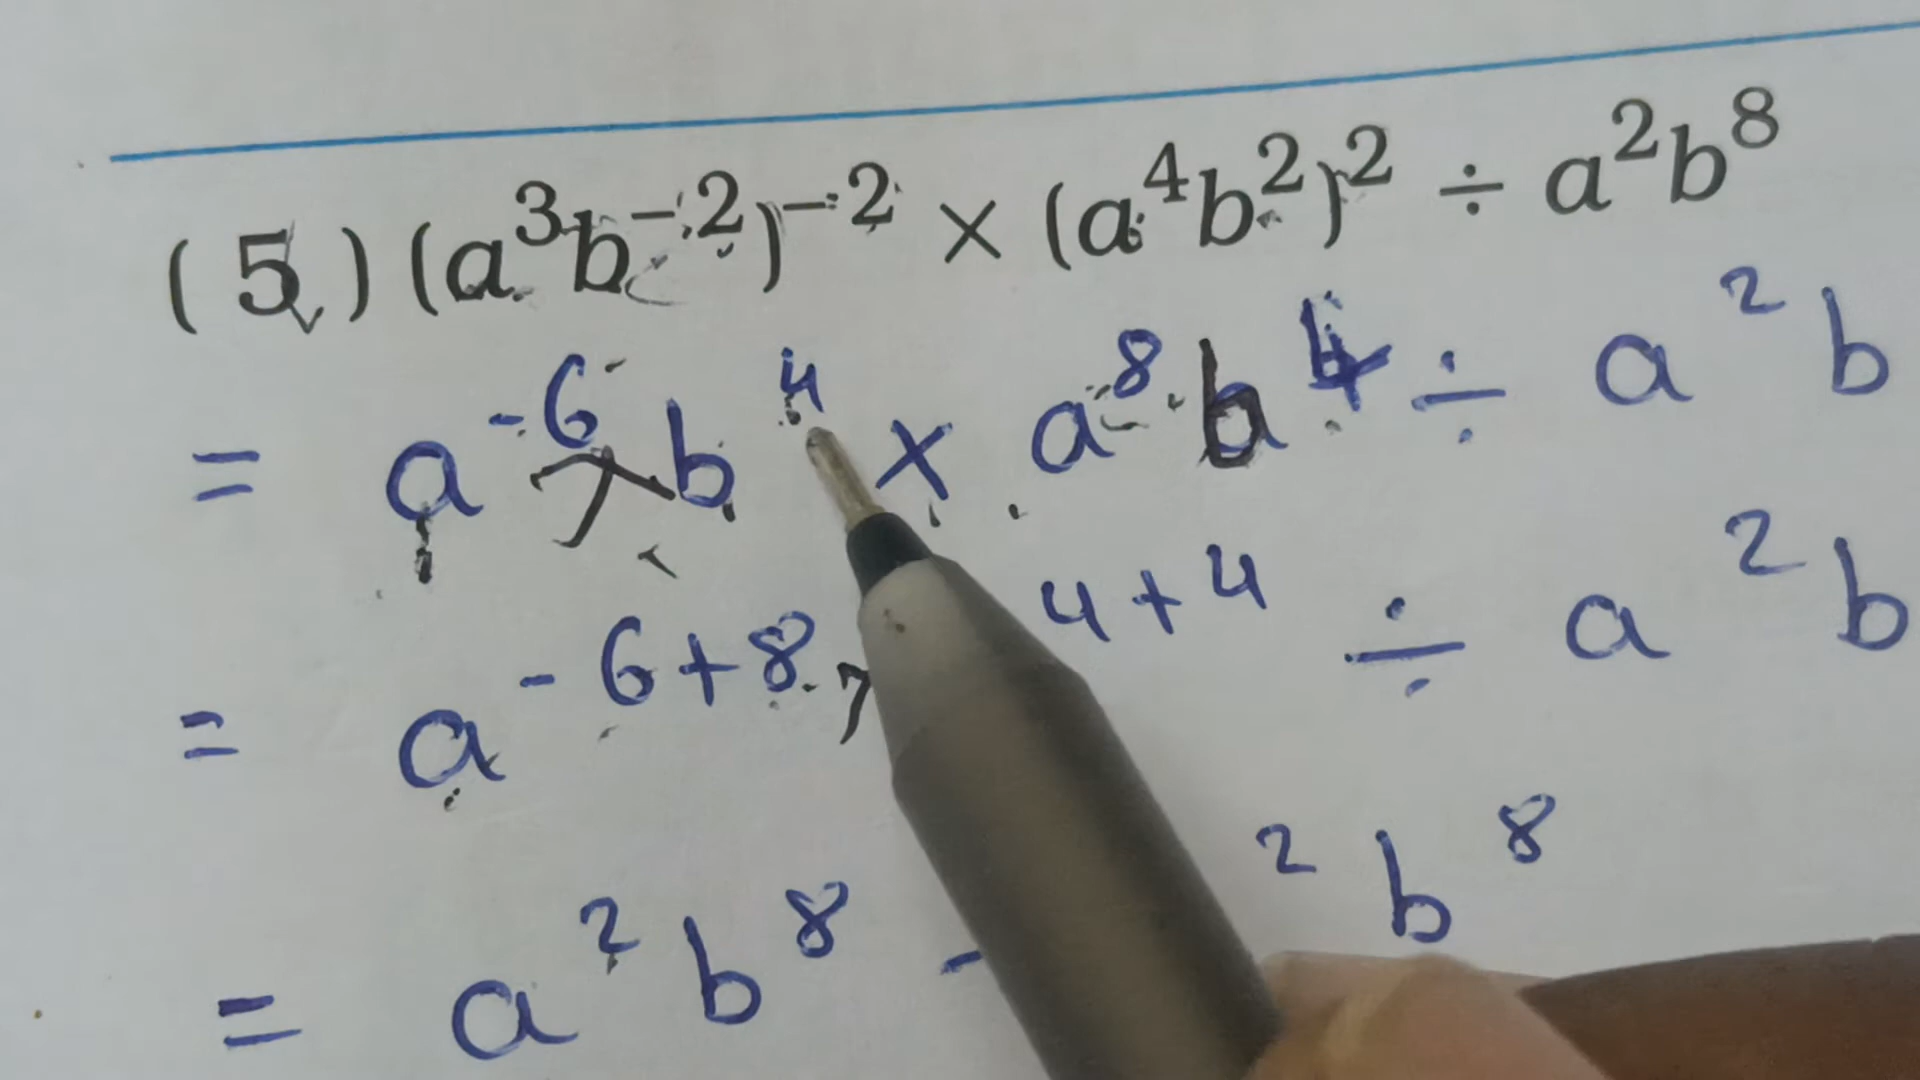 (5) (a³b⁻²)⁻² × (a⁴b²)² ÷ a²b⁸
= a⁻⁶ b⁴ × a⁸ b⁴ ÷ a² b
= a⁻⁶⁺⁸ ⁴⁺⁴ ÷ a² b
= a² b⁸ ² b⁸